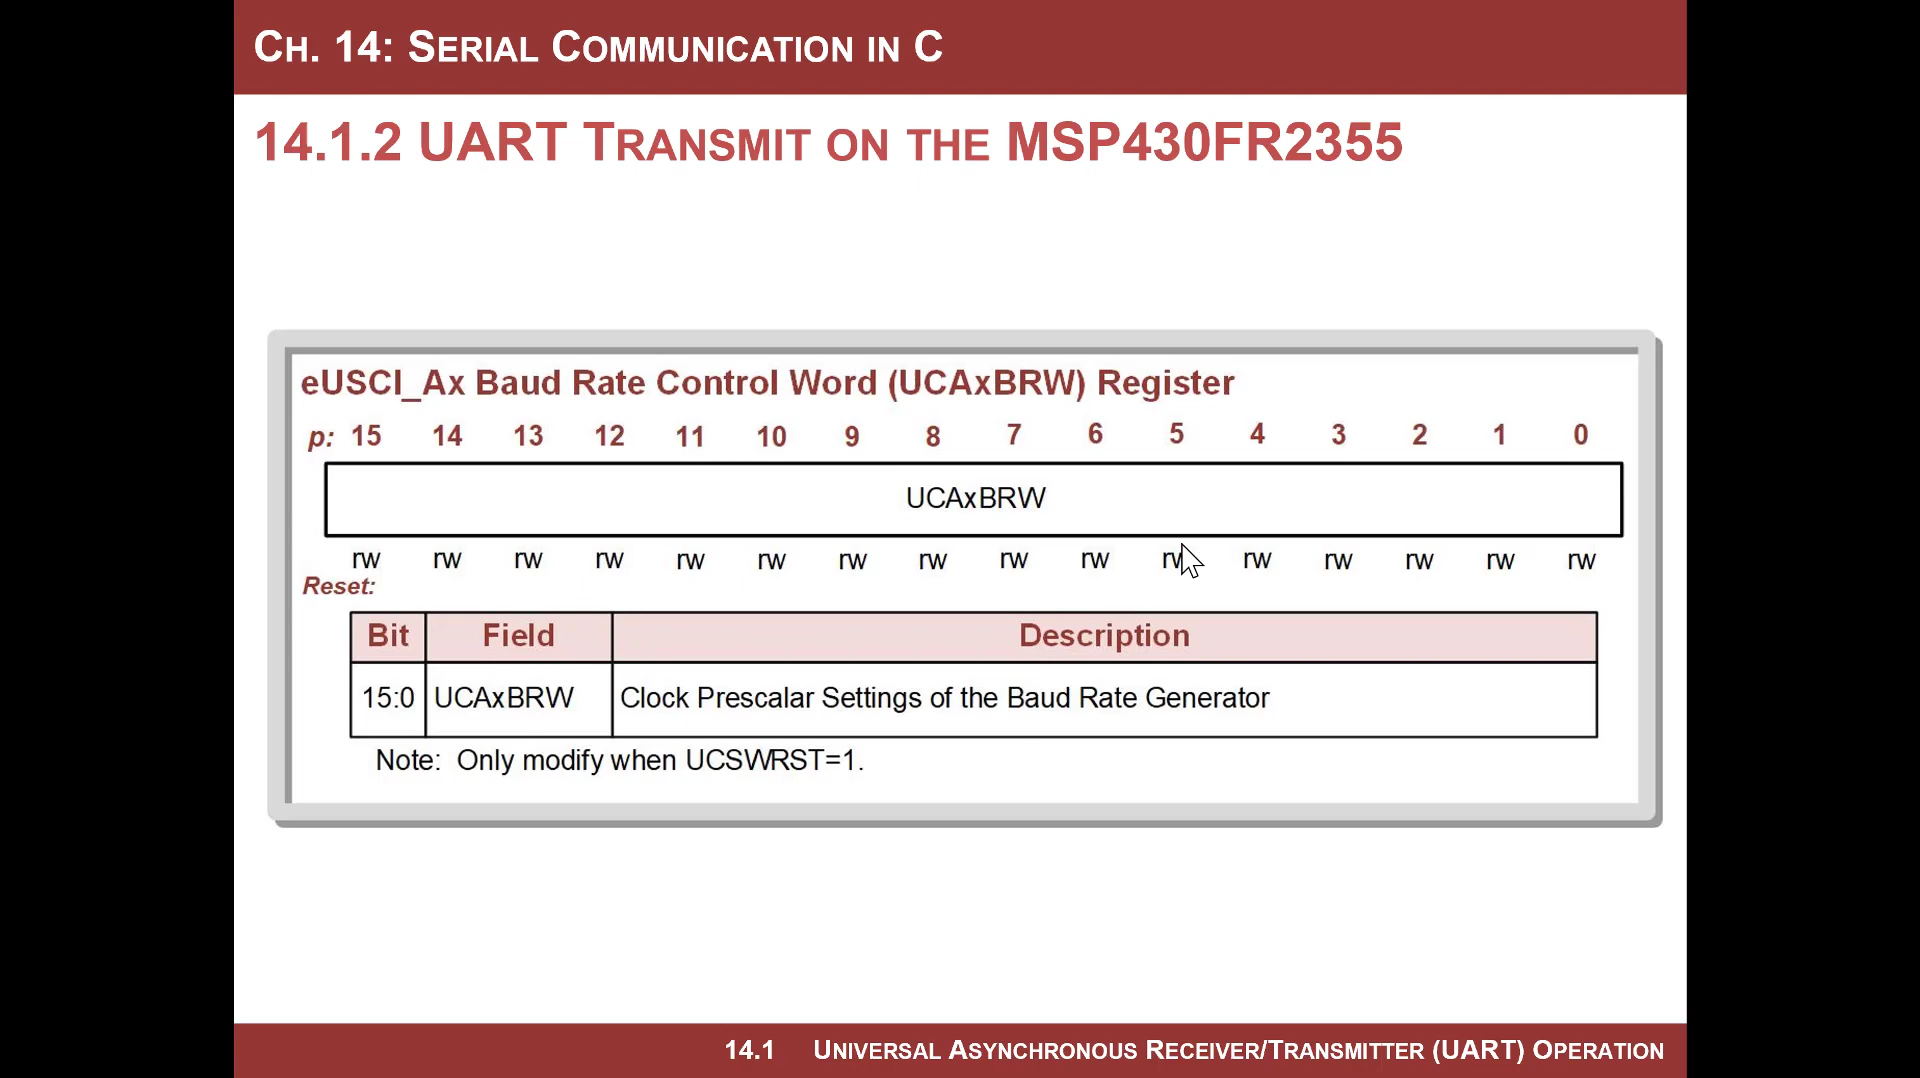 CH. 14: SERIAL COMMUNICATION IN C
14.1.2 UART TRANSMIT ON THE MSP430FR2355
eUSCI_Ax Baud Rate Control Word (UCAxBRW) Register
p: 15 14 13 12 11 10 9 8 7 6 5 4 3 2 1 0
UCAxBRW
rw rw rw rw rw rw rw rw rw rw rw rw rw rw rw rw
Reset:
Bit Field Description
15:0 UCAxBRW Clock Prescalar Settings of the Baud Rate Generator
Note: Only modify when UCSWRST=1.
14.1 UNIVERSAL ASYNCHRONOUS RECEIVER/TRANSMITTER (UART) OPERATION